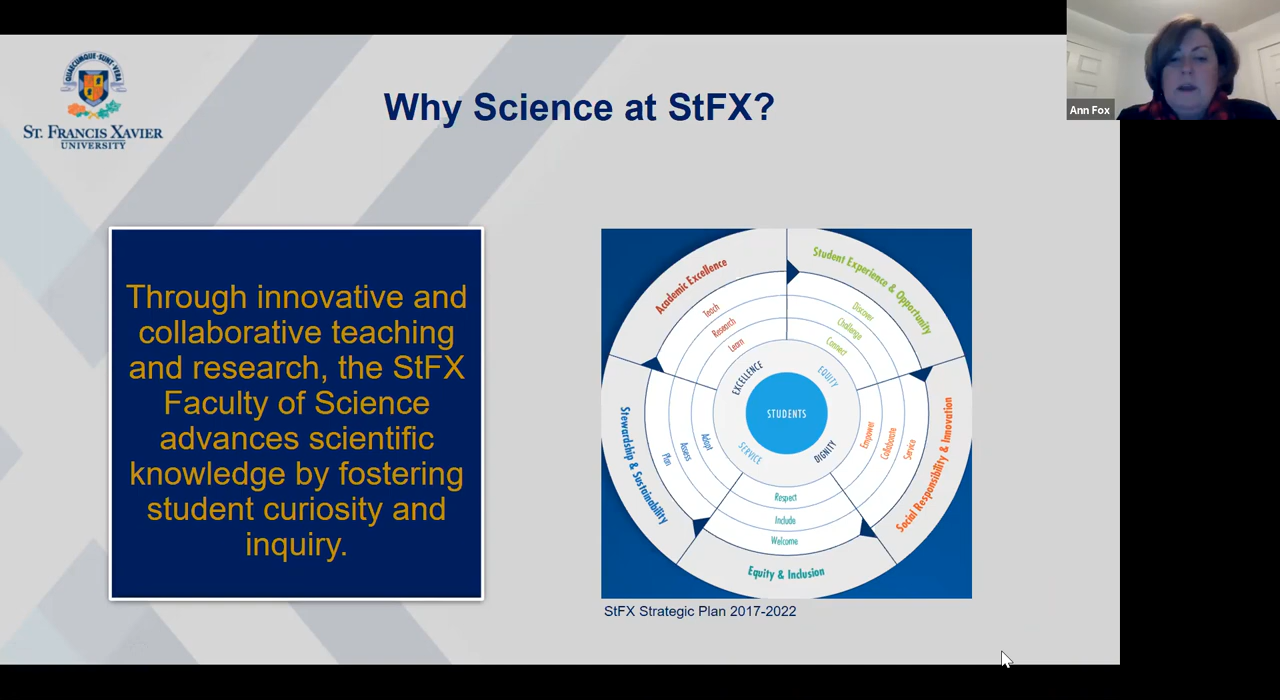 QUAECUMQUE·SUNT·VERA
ST. FRANCIS XAVIER
UNIVERSITY
Why Science at StFX?
Ann Fox
Through innovative and
collaborative teaching
and research, the StFX
Faculty of Science
advances scientific
knowledge by fostering
student curiosity and
inquiry.
Academic Excellence
Teach
Research
Learn
Student Experience & Opportunity
Discover
Challenge
Connect
EXCELLENCE
EQUITY
STUDENTS
SERVICE
DIGNITY
Stewardship & Sustainability
Plan
Assess
Adapt
Empower
Collaborate
Service
Social Responsibility & Innovation
Respect
Include
Welcome
Equity & Inclusion
StFX Strategic Plan 2017-2022